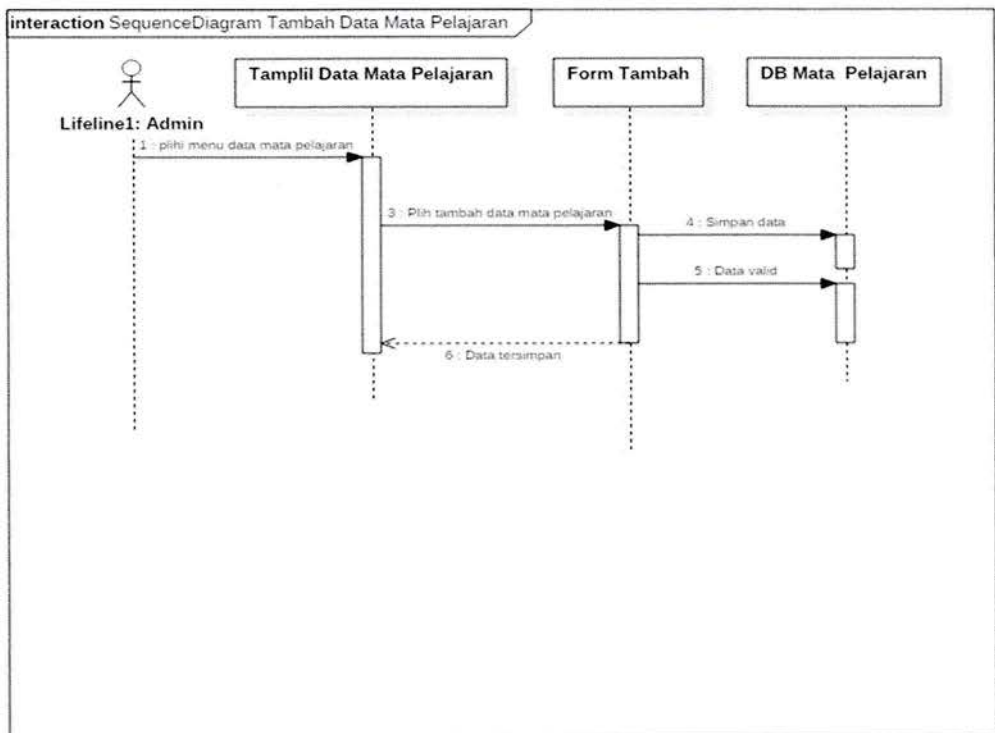 interaction SequenceDiagram Tambah Data Mata Pelajaran
Tamplil Data Mata Pelajaran
Form Tambah
DB Mata Pelajaran
Lifeline1: Admin
1 : plihi menu data mata pelajaran
3 : Plih tambah data mata pelajaran
4 : Simpan data
5 : Data valid
6 : Data tersimpan